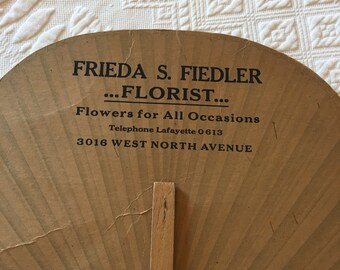 FRIEDA S. FIEDLER
...FLORIST...
Flowers for All Occasions
Telephone Lafayette 0613
3016 WEST NORTH AVENUE